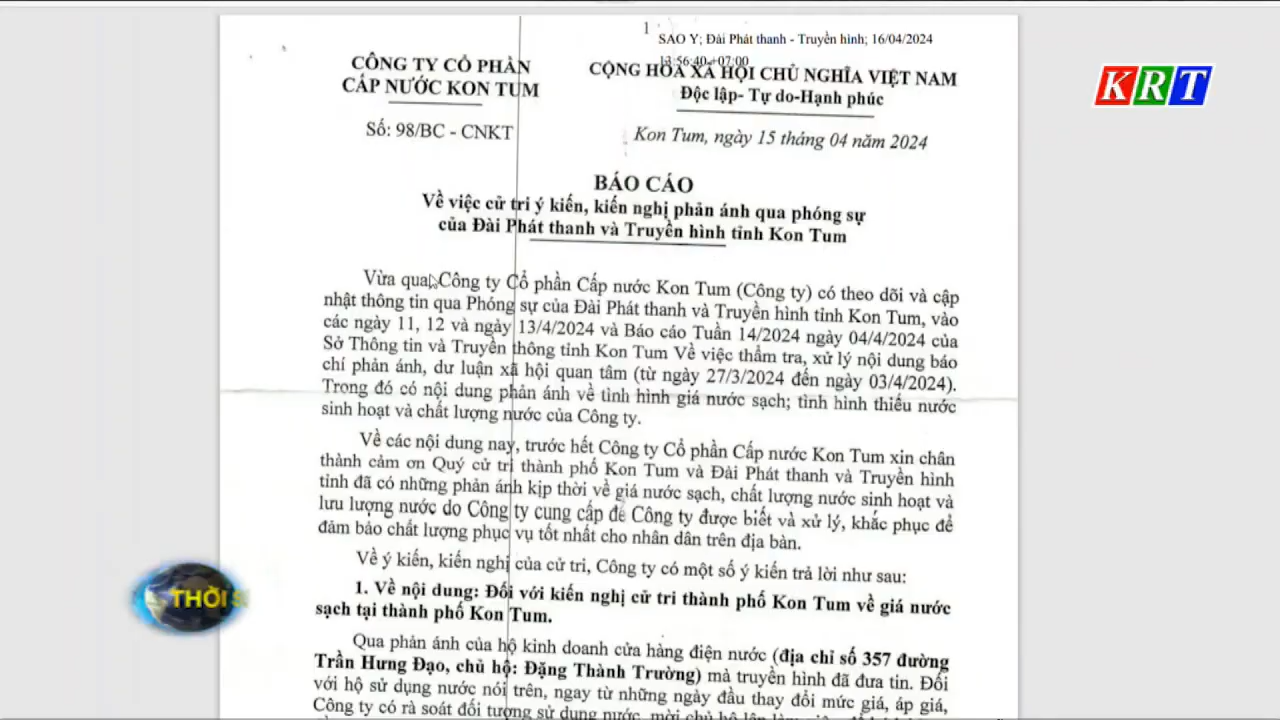 1
SAO Y; Đài Phát thanh - Truyền hình; 16/04/2024
13:56:40 +07:00
CÔNG TY CỔ PHẦN
CẤP NƯỚC KON TUM
CỘNG HÒA XÃ HỘI CHỦ NGHĨA VIỆT NAM
Độc lập- Tự do-Hạnh phúc
KRT
Số: 98/BC - CNKT
Kon Tum, ngày 15 tháng 04 năm 2024
BÁO CÁO
Về việc cử tri ý kiến, kiến nghị phản ánh qua phóng sự
của Đài Phát thanh và Truyền hình tỉnh Kon Tum
Vừa qua, Công ty Cổ phần Cấp nước Kon Tum (Công ty) có theo dõi và cập
nhật thông tin qua Phóng sự của Đài Phát thanh và Truyền hình tỉnh Kon Tum, vào
các ngày 11, 12 và ngày 13/4/2024 và Báo cáo Tuần 14/2024 ngày 04/4/2024 của
Sở Thông tin và Truyền thông tỉnh Kon Tum Về việc thẩm tra, xử lý nội dung báo
chí phản ánh, dư luận xã hội quan tâm (từ ngày 27/3/2024 đến ngày 03/4/2024).
Trong đó có nội dung phản ánh về tình hình giá nước sạch; tình hình thiếu nước
sinh hoạt và chất lượng nước của Công ty.
Về các nội dung nay, trước hết Công ty Cổ phần Cấp nước Kon Tum xin chân
thành cảm ơn Quý cử tri thành phố Kon Tum và Đài Phát thanh và Truyền hình
tỉnh đã có những phản ánh kịp thời về giá nước sạch, chất lượng nước sinh hoạt và
lưu lượng nước do Công ty cung cấp để Công ty được biết và xử lý, khắc phục để
đảm bảo chất lượng phục vụ tốt nhất cho nhân dân trên địa bàn.
Về ý kiến, kiến nghị của cử tri, Công ty có một số ý kiến trả lời như sau:
1. Về nội dung: Đối với kiến nghị cử tri thành phố Kon Tum về giá nước
sạch tại thành phố Kon Tum.
THỜI S
Qua phản ánh của hộ kinh doanh cửa hàng điện nước (địa chỉ số 357 đường
Trần Hưng Đạo, chủ hộ: Đặng Thành Trường) mà truyền hình đã đưa tin. Đối
với hộ sử dụng nước nói trên, ngay từ những ngày đầu thay đổi mức giá, áp giá,
Công ty có rà soát đối tượng sử dụng nước, mời chủ hộ lên làm